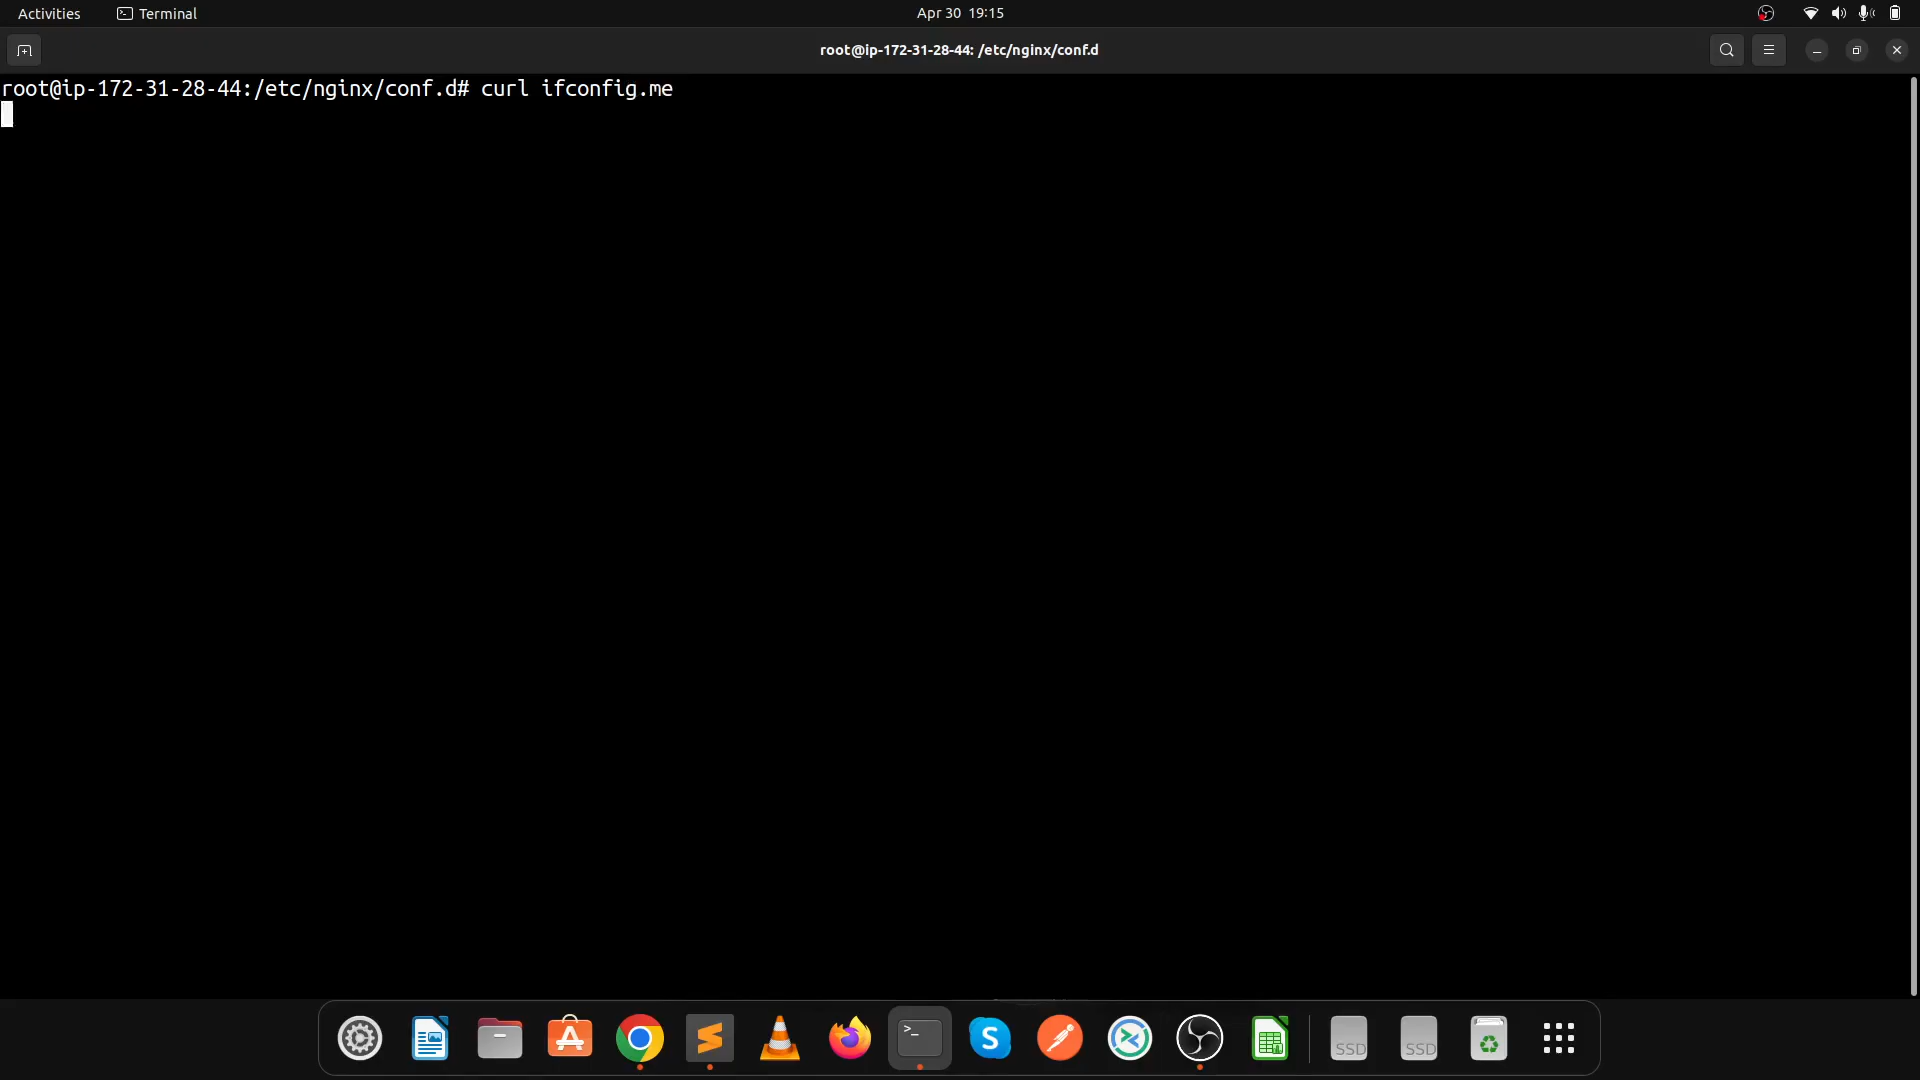 Activities
Terminal
Apr 30 19:15
root@ip-172-31-28-44: /etc/nginx/conf.d
root@ip-172-31-28-44:/etc/nginx/conf.d# curl ifconfig.me
>_
S
SSD
SSD